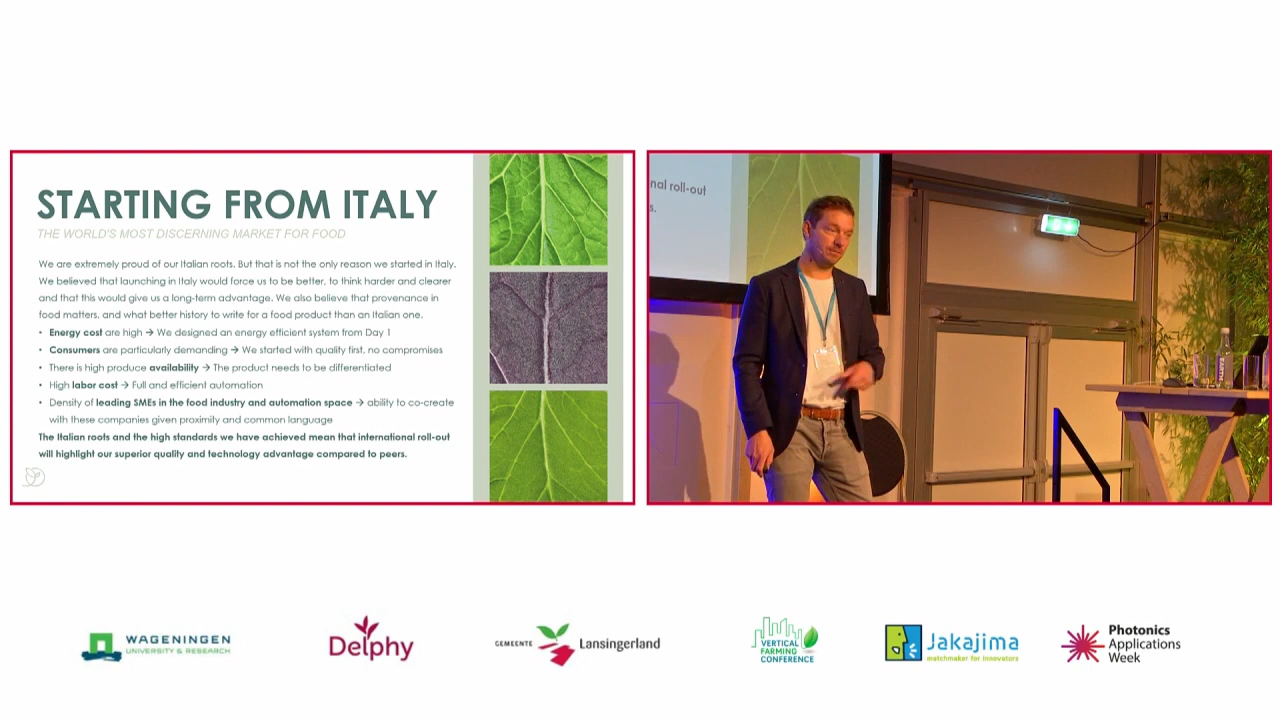 STARTING FROM ITALY
THE WORLD'S MOST DISCERNING MARKET FOR FOOD
We are extremely proud of our Italian roots. But that is not the only reason we started in Italy.
We believed that launching in Italy would force us to be better, to think harder and clearer
and that this would give us a long-term advantage. We also believe that provenance in
food matters, and what better history to write for a food product than an Italian one.
• Energy cost are high → We designed an energy efficient system from Day 1
• Consumers are particularly demanding → We started with quality first, no compromises
• There is high produce availability → The product needs to be differentiated
• High labor cost → Full and efficient automation
• Density of leading SMEs in the food industry and automation space → ability to co-create
with these companies given proximity and common language
The Italian roots and the high standards we have achieved mean that international roll-out
will highlight our superior quality and technology advantage compared to peers.
nal roll-out
s.
EARTH
WAGENINGEN
UNIVERSITY & RESEARCH
Delphy
GEMEENTE Lansingerland
VERTICAL
FARMING
CONFERENCE
Jakajima
matchmaker for innovators
Photonics
Applications
Week